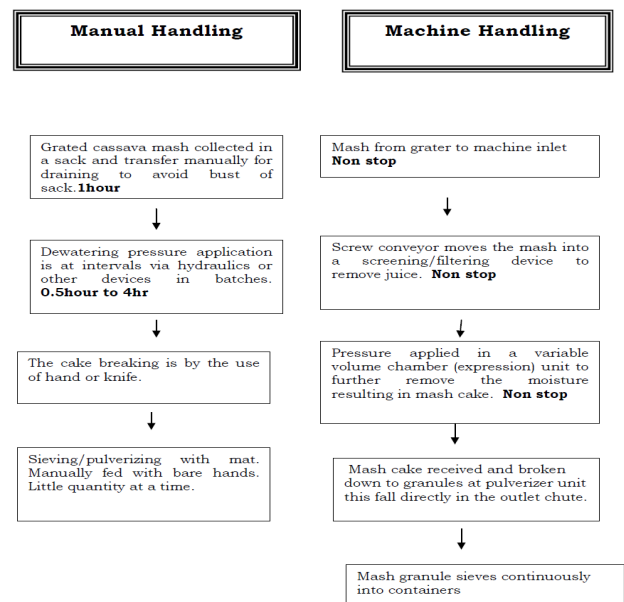 Manual Handling
Grated cassava mash collected in
a sack and transfer manually for
draining to avoid bust of
sack.1hour
Dewatering pressure application
is at intervals via hydraulics or
other devices in batches.
0.5hour to 4hr
The cake breaking is by the use
of hand or knife.
Sieving/pulverizing with mat.
Manually fed with bare hands.
Little quantity at a time.
Machine Handling
Mash from grater to machine inlet
Non stop
Screw conveyor moves the mash into
a screening/filtering device to
remove juice. Non stop
Pressure applied in a variable
volume chamber (expression) unit to
further remove the moisture
resulting in mash cake. Non stop
Mash cake received and broken
down to granules at pulverizer unit
this fall directly in the outlet chute.
Mash granule sieves continuously
into containers